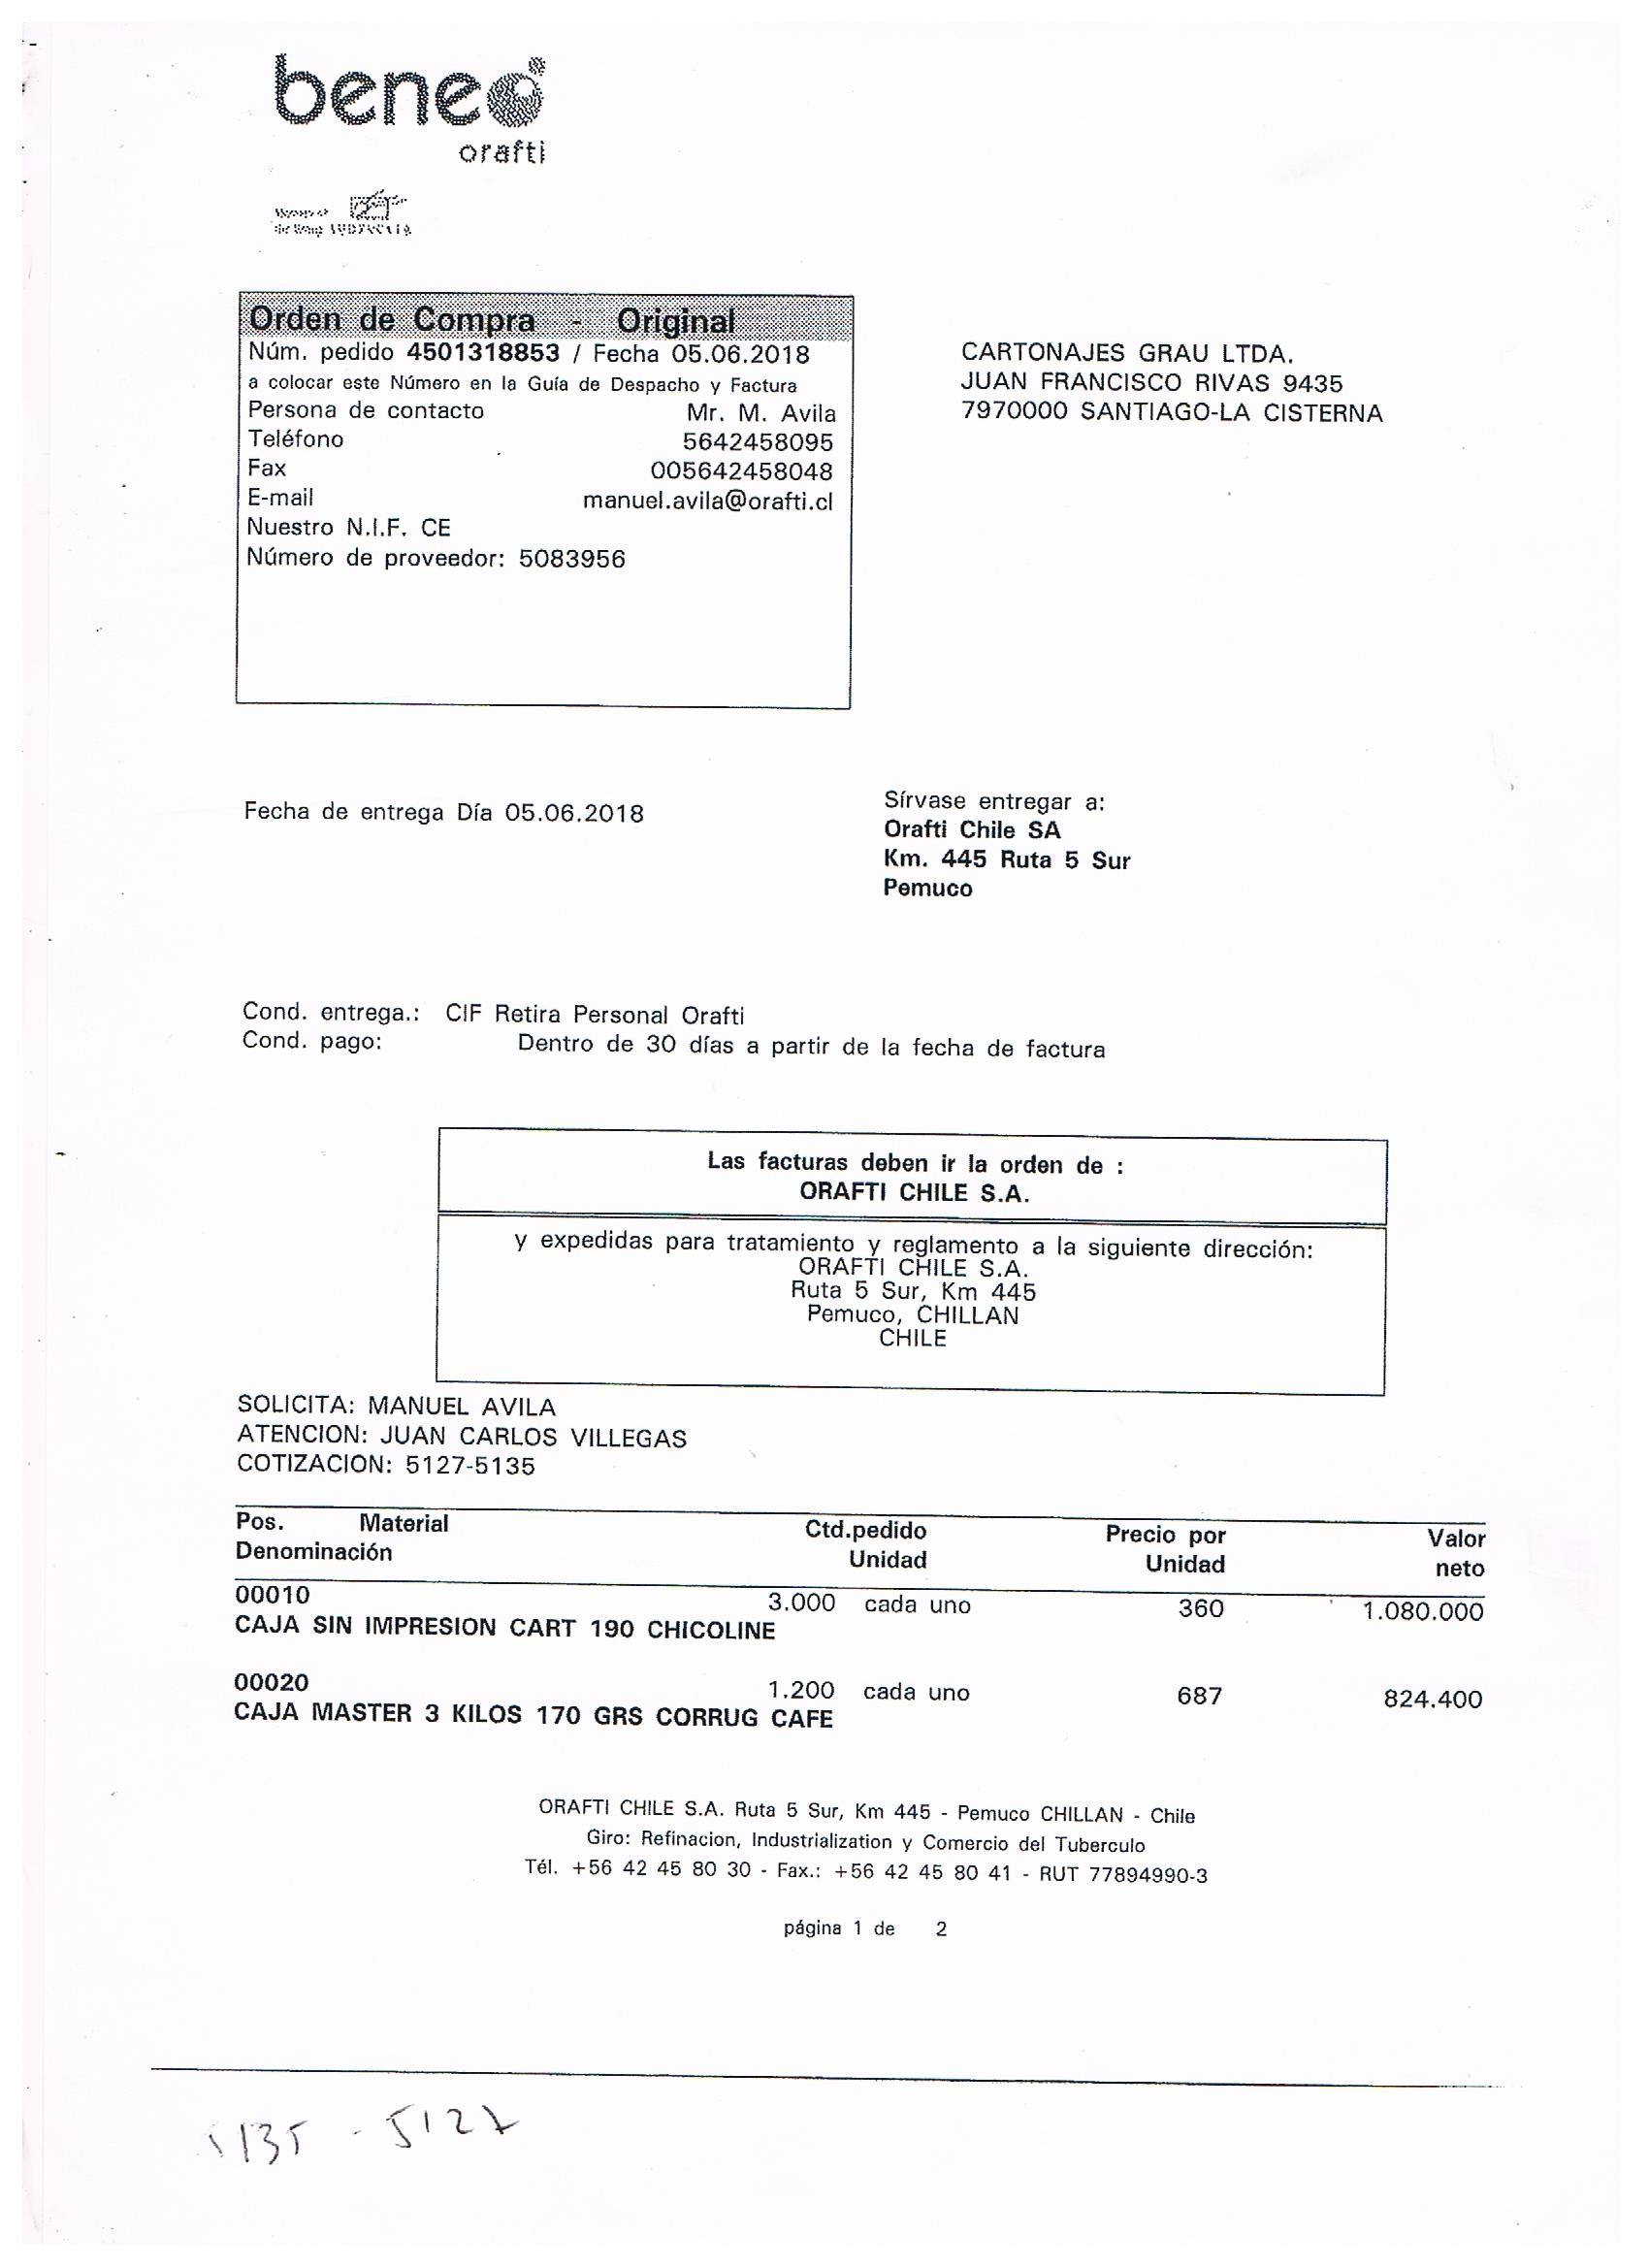 beneo
orafti
Orden de Compra - Original
Núm. pedido 4501318853 / Fecha 05.06.2018
a colocar este Número en la Guía de Despacho y Factura
Persona de contacto Mr. M. Avila
Teléfono 5642458095
Fax 005642458048
E-mail manuel.avila@orafti.cl
Nuestro N.I.F. CE
Número de proveedor: 5083956
CARTONAJES GRAU LTDA.
JUAN FRANCISCO RIVAS 9435
7970000 SANTIAGO-LA CISTERNA
Fecha de entrega Día 05.06.2018
Sírvase entregar a:
Orafti Chile SA
Km. 445 Ruta 5 Sur
Pemuco
Cond. entrega.: CIF Retira Personal Orafti
Cond. pago: Dentro de 30 días a partir de la fecha de factura
Las facturas deben ir la orden de :
ORAFTI CHILE S.A.
y expedidas para tratamiento y reglamento a la siguiente dirección:
ORAFTI CHILE S.A.
Ruta 5 Sur, Km 445
Pemuco, CHILLAN
CHILE
SOLICITA: MANUEL AVILA
ATENCION: JUAN CARLOS VILLEGAS
COTIZACION: 5127-5135
Pos. Material Ctd.pedido Precio por Valor
Denominación Unidad Unidad neto
00010 3.000 cada uno 360 1.080.000
CAJA SIN IMPRESION CART 190 CHICOLINE
00020 1.200 cada uno 687 824.400
CAJA MASTER 3 KILOS 170 GRS CORRUG CAFE
ORAFTI CHILE S.A. Ruta 5 Sur, Km 445 - Pemuco CHILLAN - Chile
Giro: Refinacion, Industrialization y Comercio del Tuberculo
Tél. +56 42 45 80 30 - Fax.: +56 42 45 80 41 - RUT 77894990-3
página 1 de 2
5135 - 5127